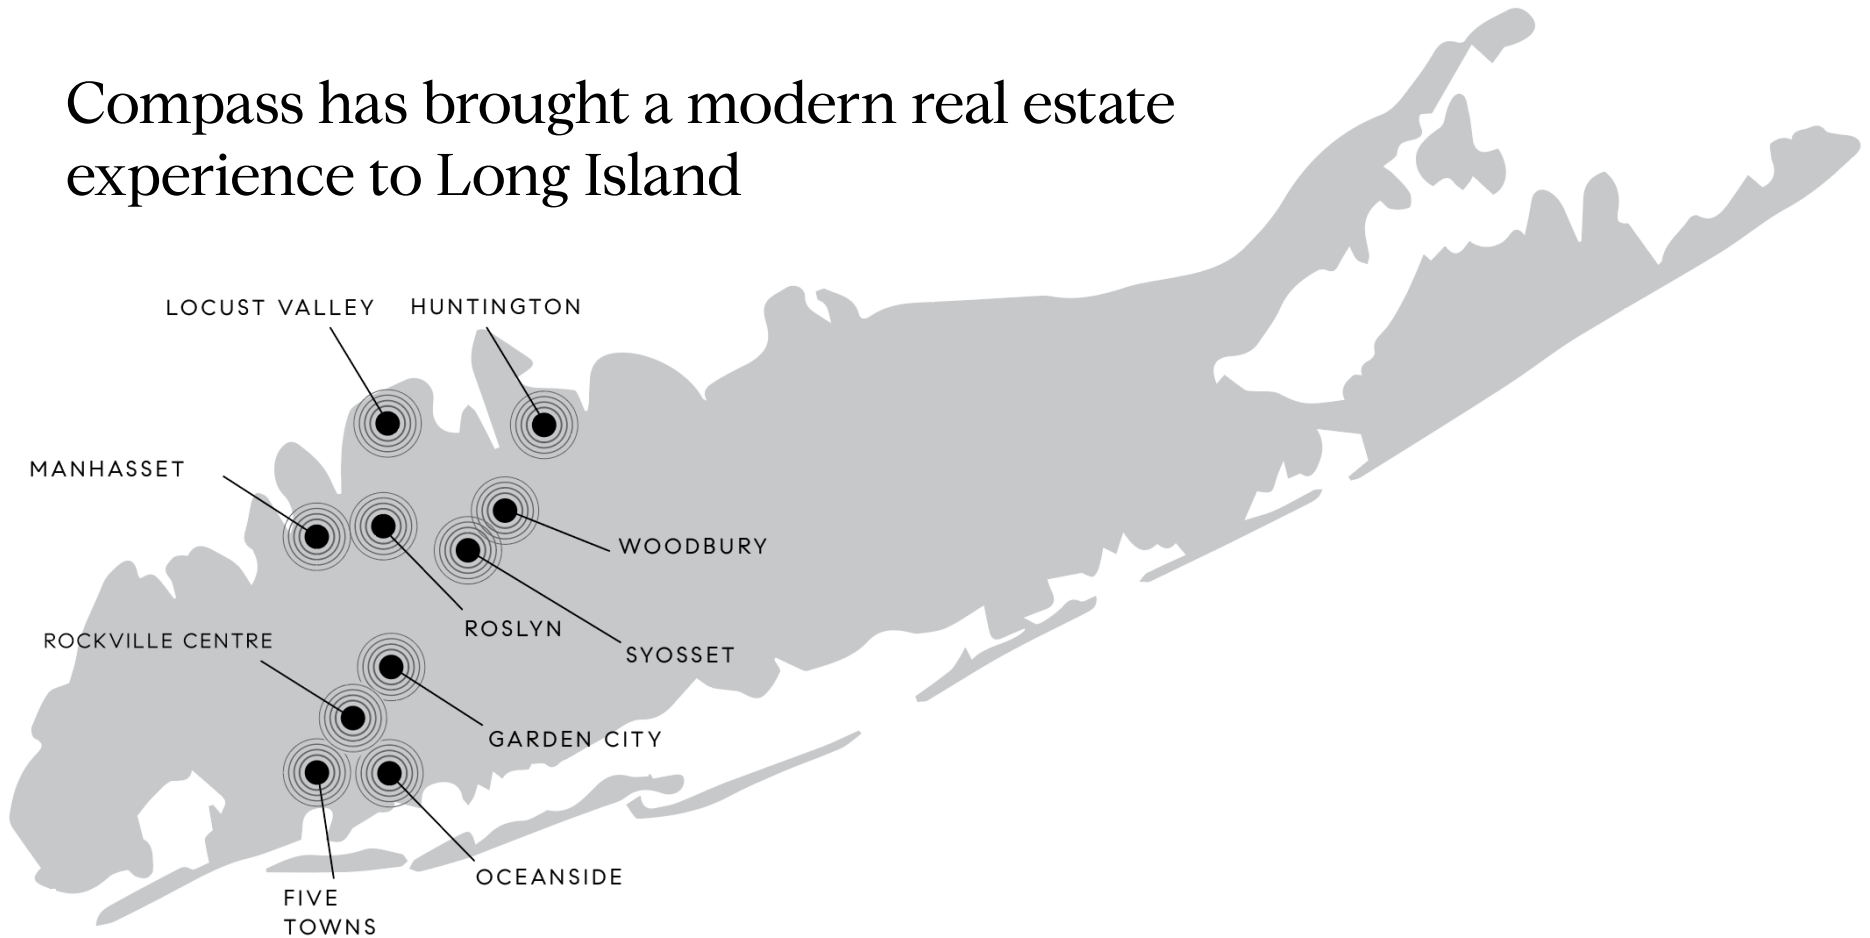 Compass has brought a modern real estate
experience to Long Island
LOCUST VALLEY
HUNTINGTON
MANHASSET
WOODBURY
ROSLYN
ROCKVILLE CENTRE
SYOSSET
GARDEN CITY
OCEANSIDE
FIVE
TOWNS